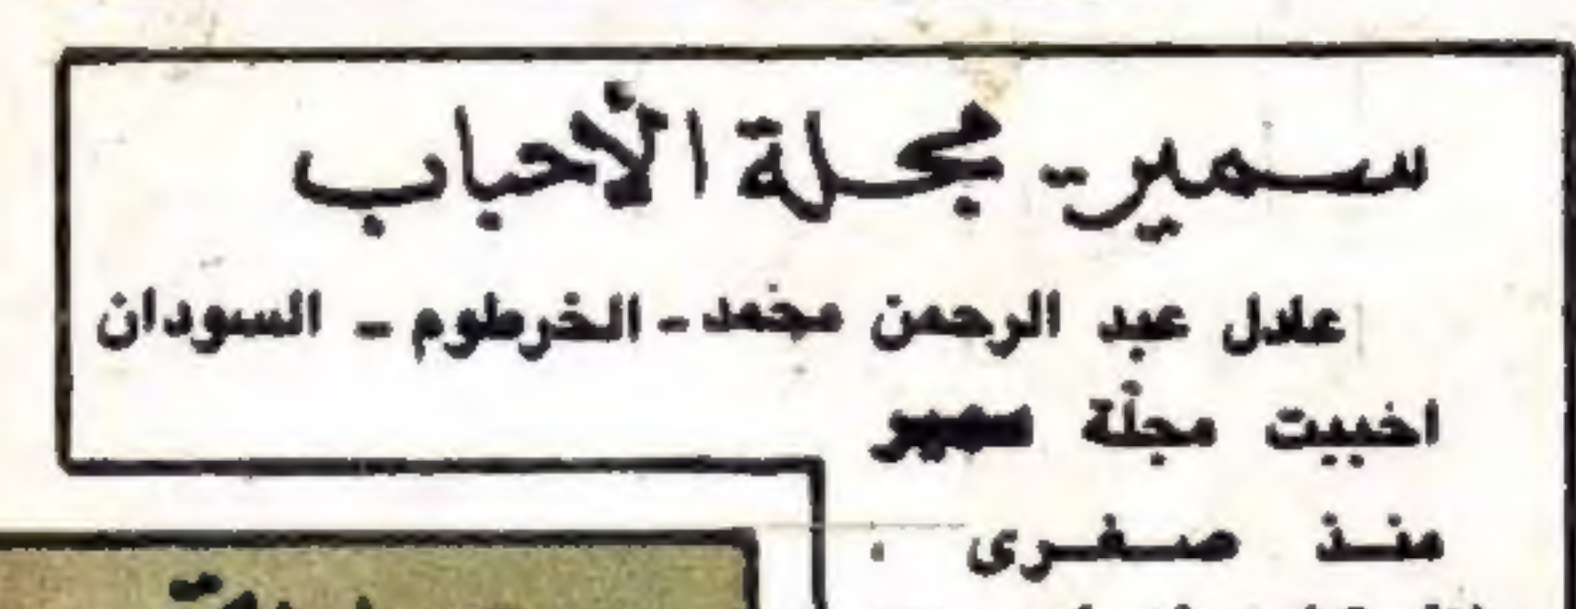 سمير - مجلة الأحباب
عادل عبد الرحمن محمد - الخرطوم - السودان
احببت مجلة سمير
منذ صغرى .